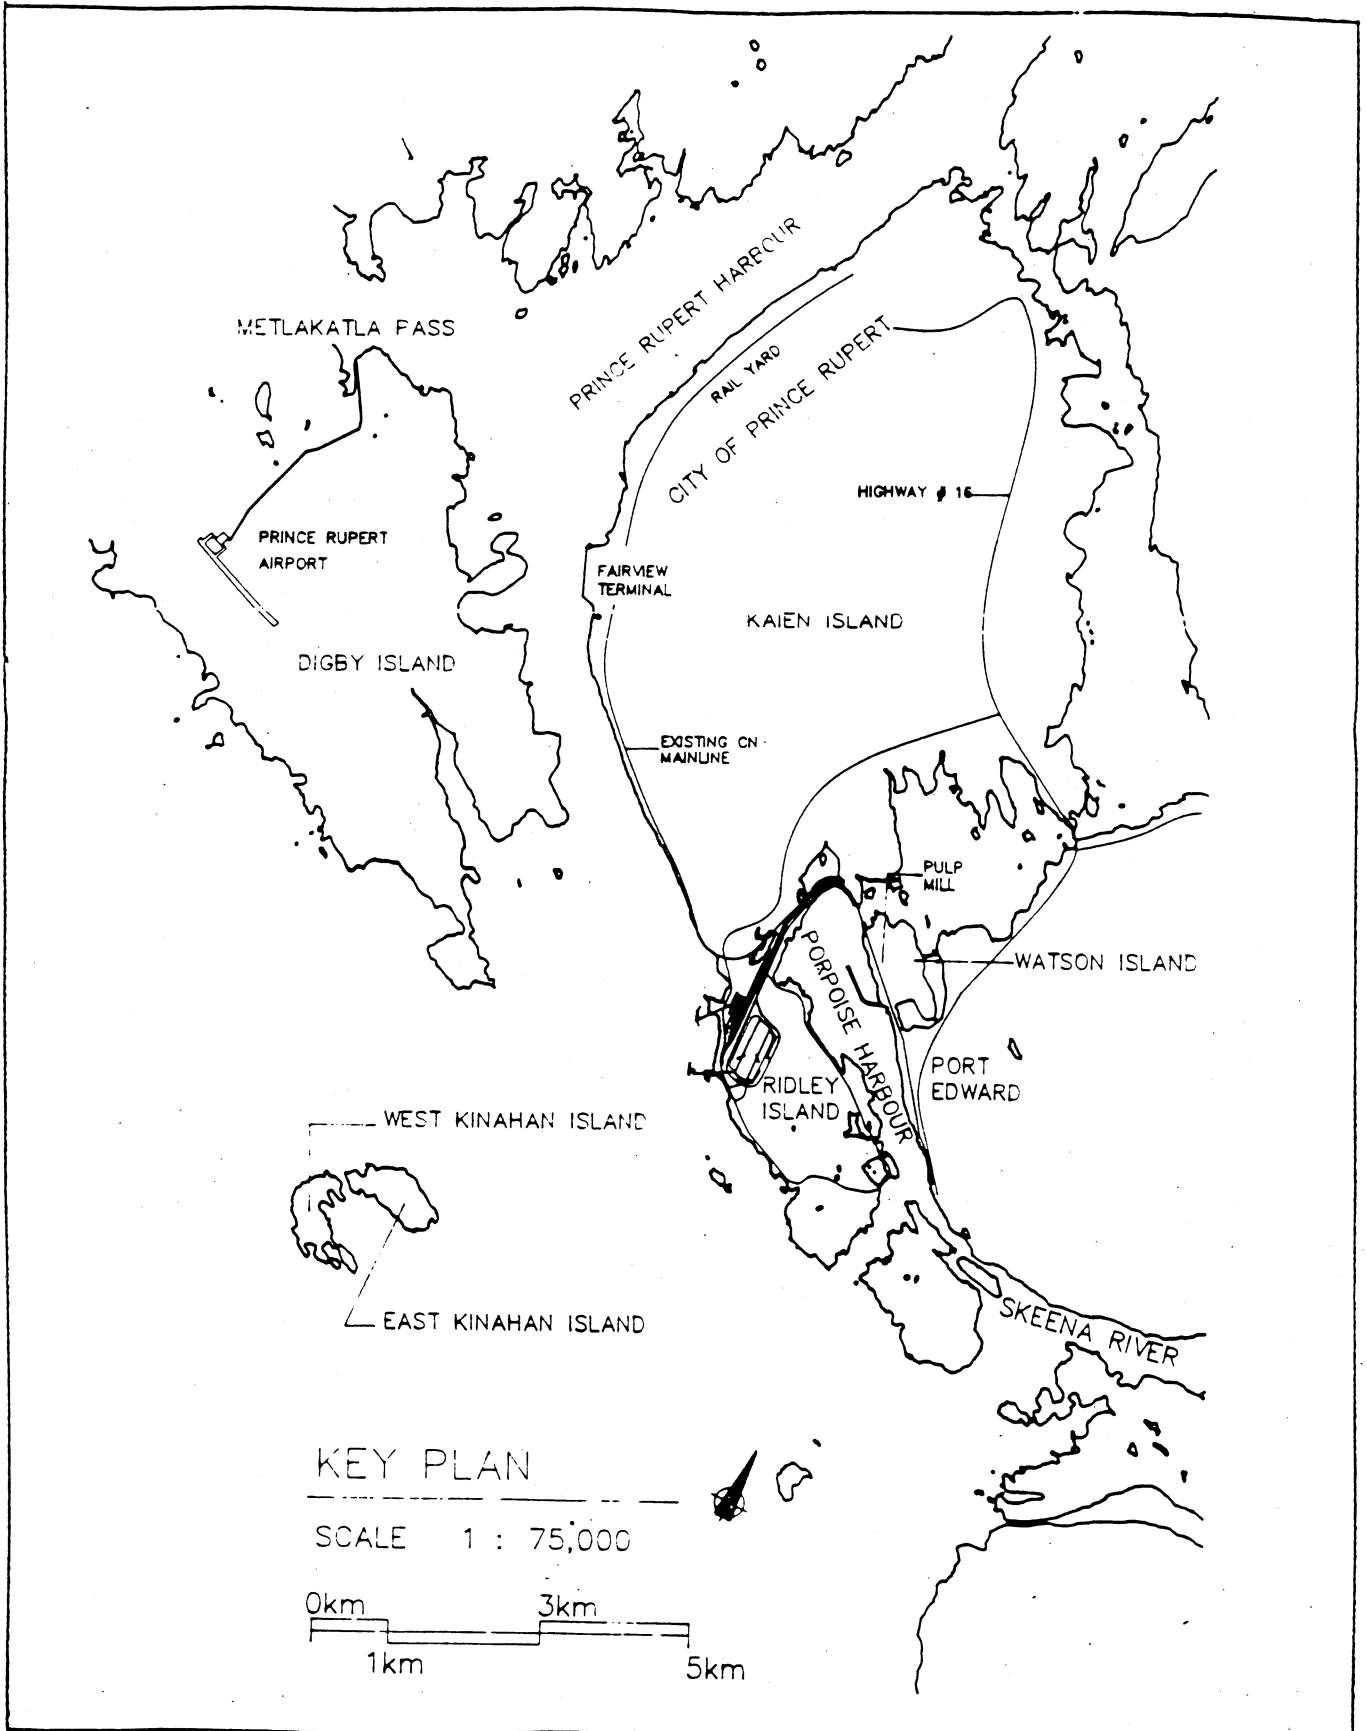 METLAKATLA PASS
PRINCE RUPERT HARBOUR
RAIL YARD
CITY OF PRINCE RUPERT
HIGHWAY # 16
PRINCE RUPERT
AIRPORT
FAIRVIEW
TERMINAL
KAIEN ISLAND
DIGBY ISLAND
EXISTING CN
MAINLINE
PULP
MILL
PORPOISE HARBOUR
WATSON ISLAND
PORT
EDWARD
RIDLEY
ISLAND
WEST KINAHAN ISLAND
EAST KINAHAN ISLAND
SKEENA RIVER
KEY PLAN
SCALE 1 : 75,000
0km 3km
1km 5km